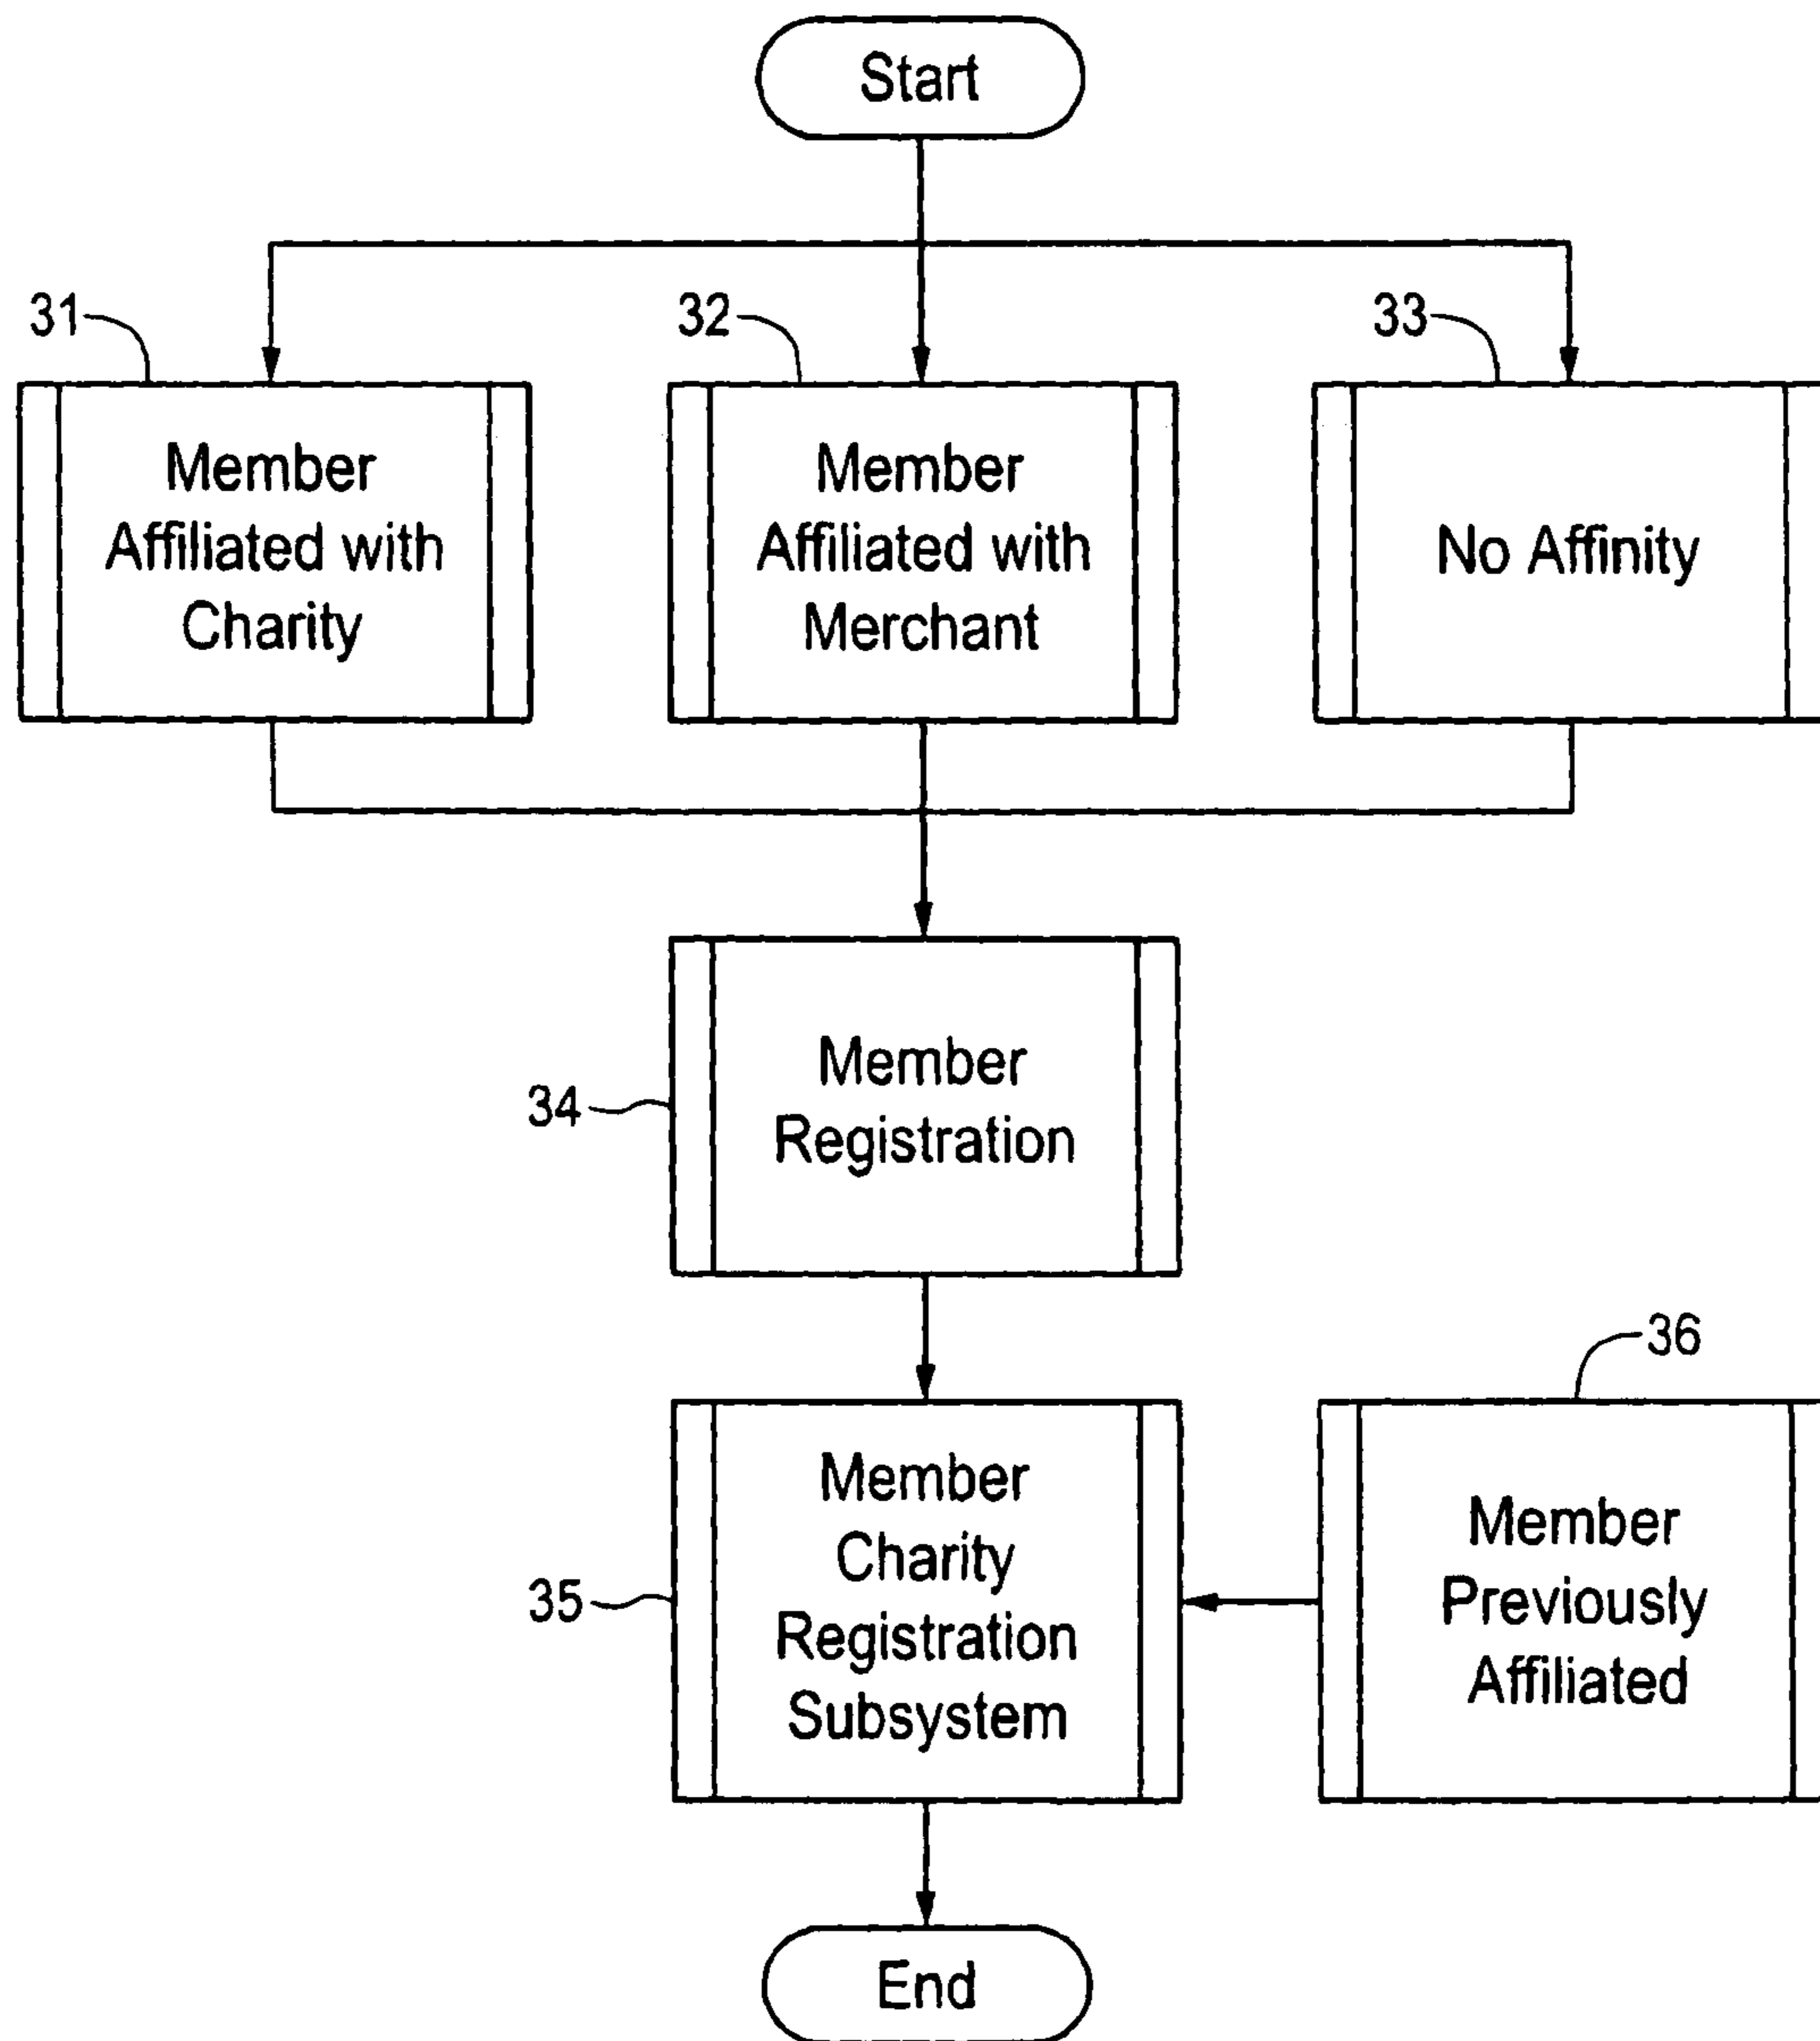 Start
31
32
33
Member
Affiliated with
Charity
Member
Affiliated with
Merchant
No Affinity
34
Member
Registration
36
35
Member
Charity
Registration
Subsystem
Member
Previously
Affiliated
End